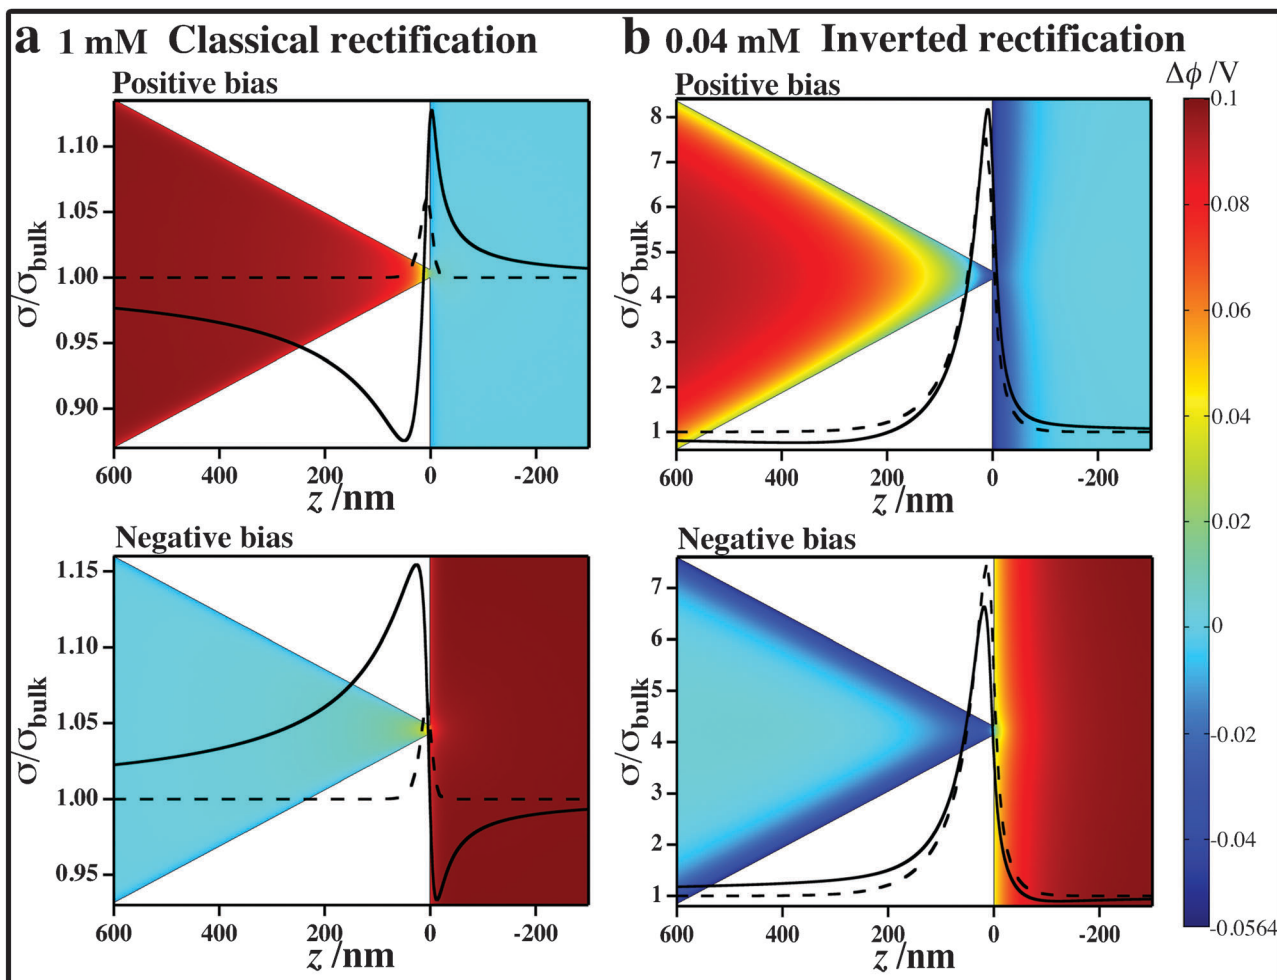 a 1 mM Classical rectification
Positive bias
σ/σbulk
1.10
1.05
1.00
0.95
0.90
600 400 200 0 -200
z /nm
Negative bias
σ/σbulk
1.15
1.10
1.05
1.00
0.95
600 400 200 0 -200
z /nm
b 0.04 mM Inverted rectification
Positive bias
σ/σbulk
8
7
6
5
4
3
2
1
600 400 200 0 -200
z /nm
Negative bias
σ/σbulk
7
6
5
4
3
2
1
600 400 200 0 -200
z /nm
Δϕ /V
0.1
0.08
0.06
0.04
0.02
0
-0.02
-0.04
-0.0564